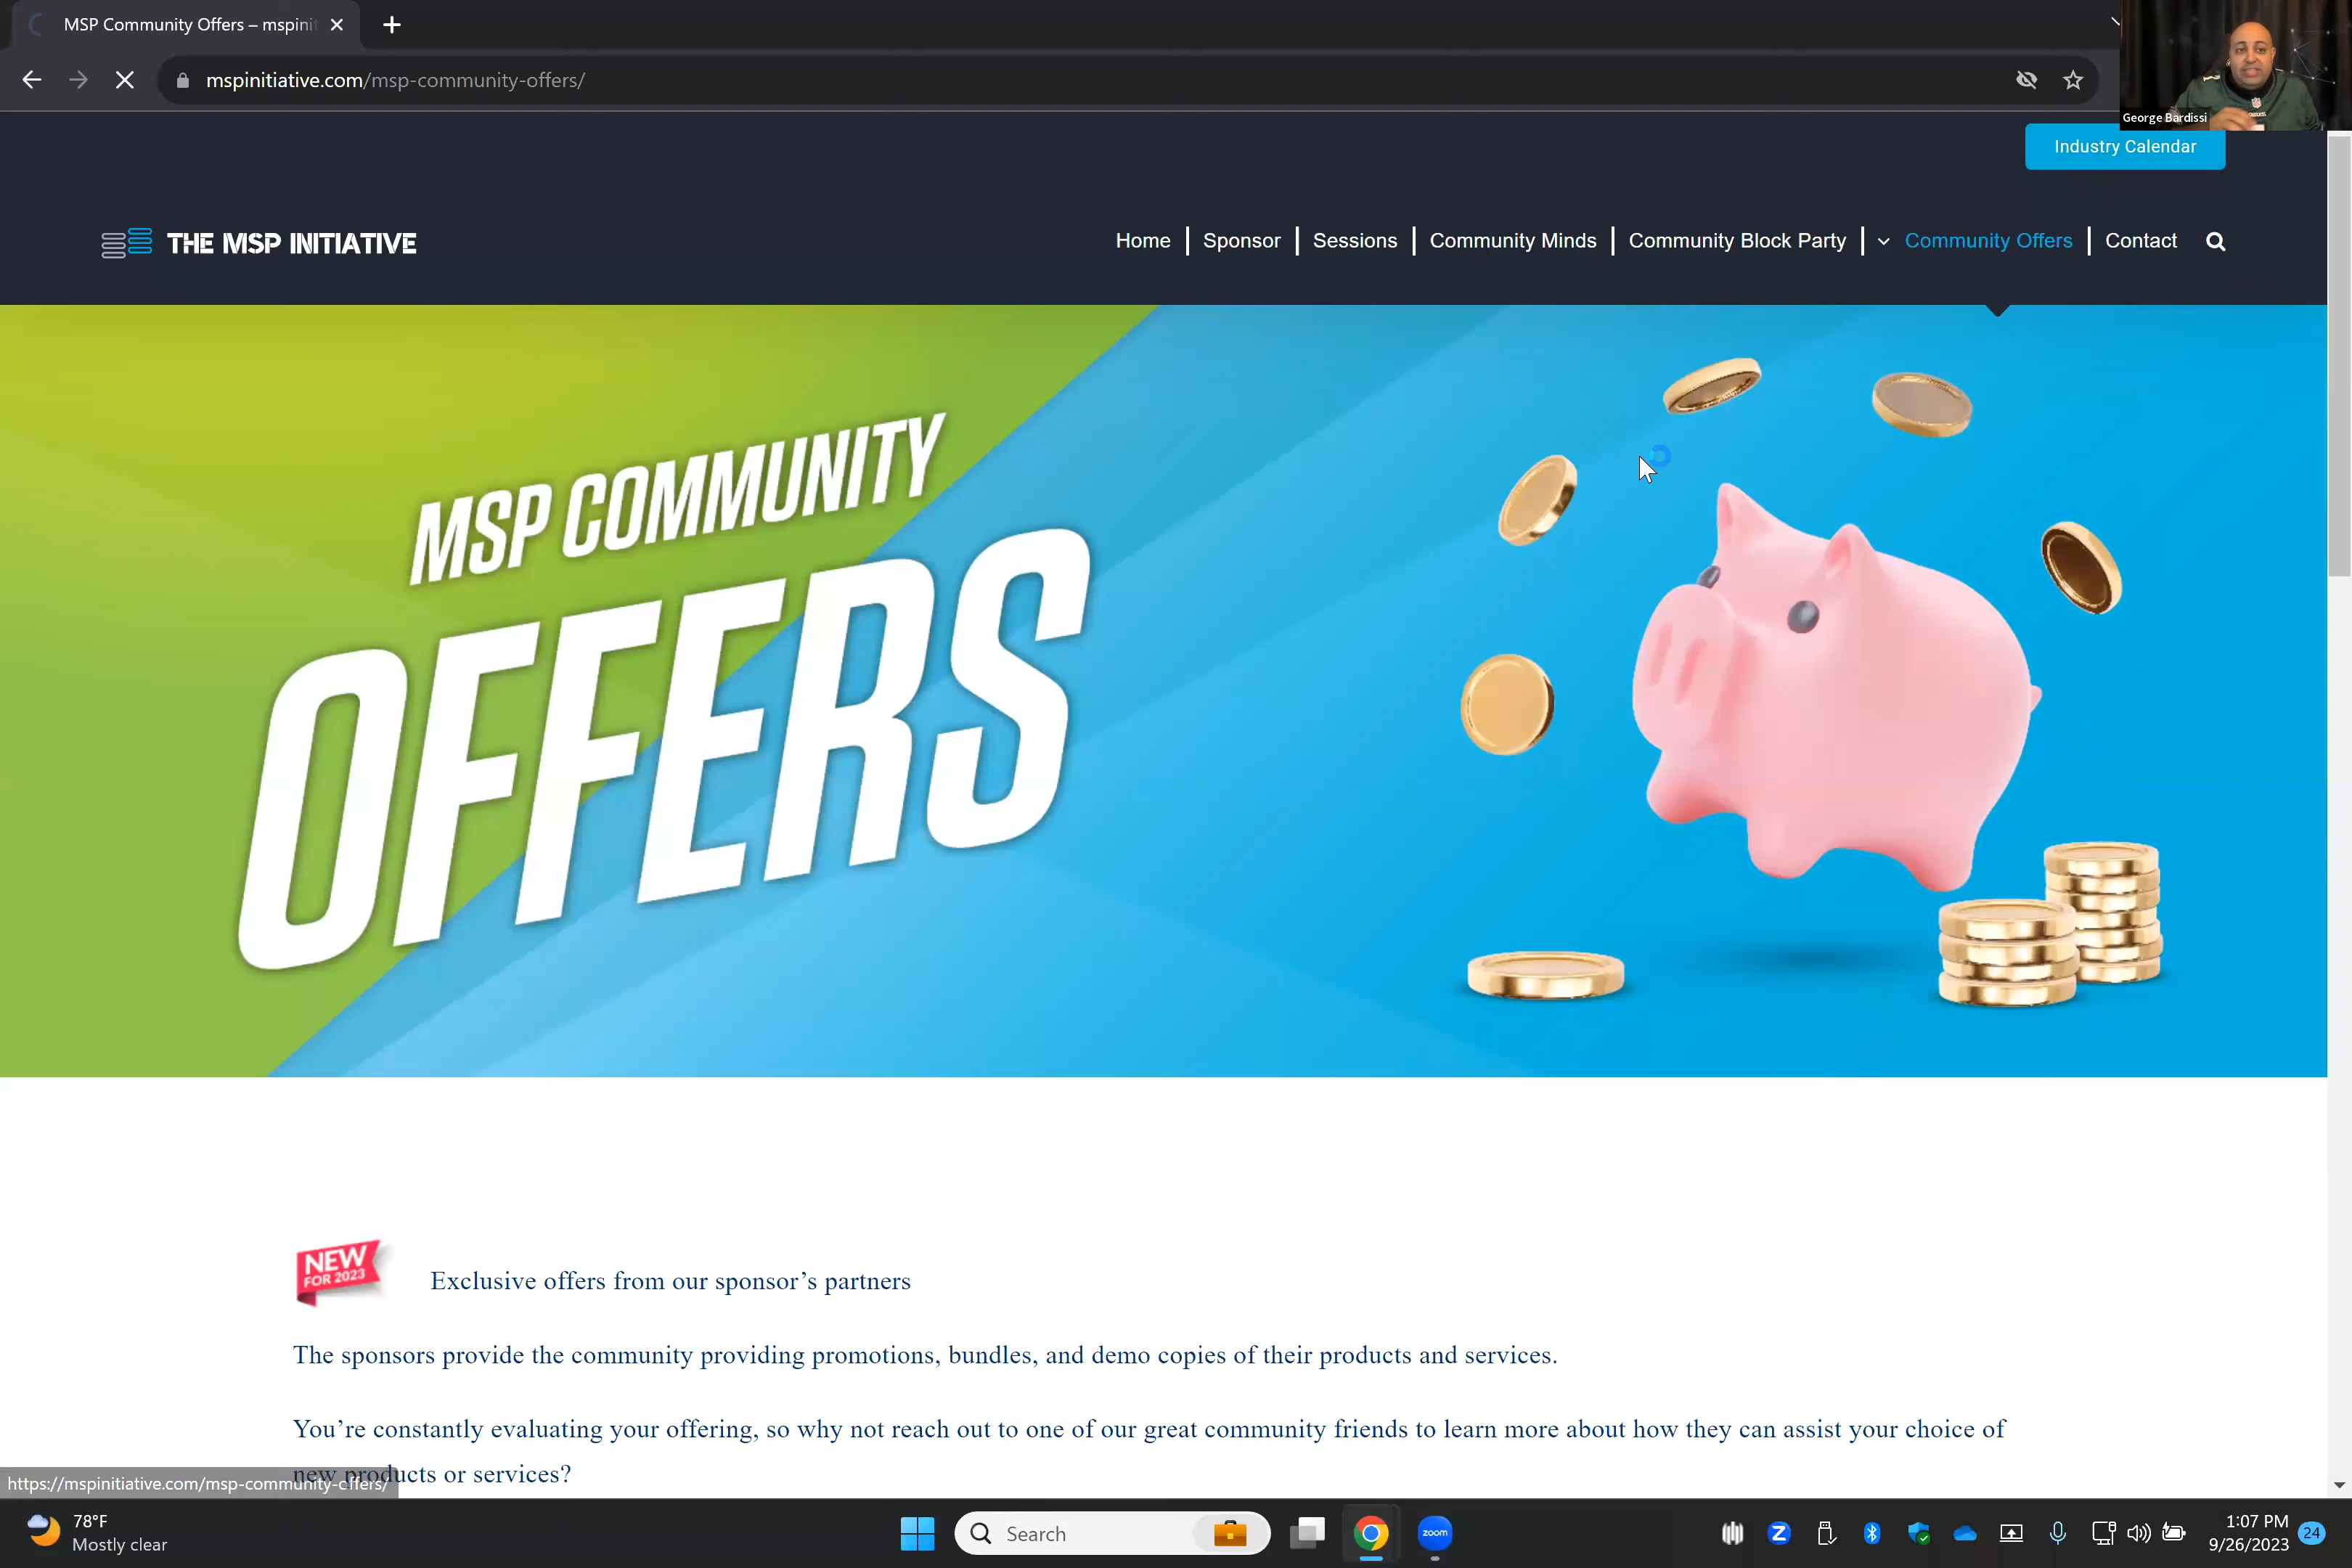 MSP Community Offers – mspinit
mspinitiative.com/msp-community-offers/
George Bardissi
Industry Calendar
THE MSP INITIATIVE
Home
Sponsor
Sessions
Community Minds
Community Block Party
Community Offers
Contact
MSP COMMUNITY
OFFERS
NEW
FOR 2023
Exclusive offers from our sponsor’s partners
The sponsors provide the community providing promotions, bundles, and demo copies of their products and services.
You’re constantly evaluating your offering, so why not reach out to one of our great community friends to learn more about how they can assist your choice of
new products or services?
https://mspinitiative.com/msp-community-offers/
78°F
Mostly clear
Search
zoom
Z
1:07 PM
9/26/2023
24